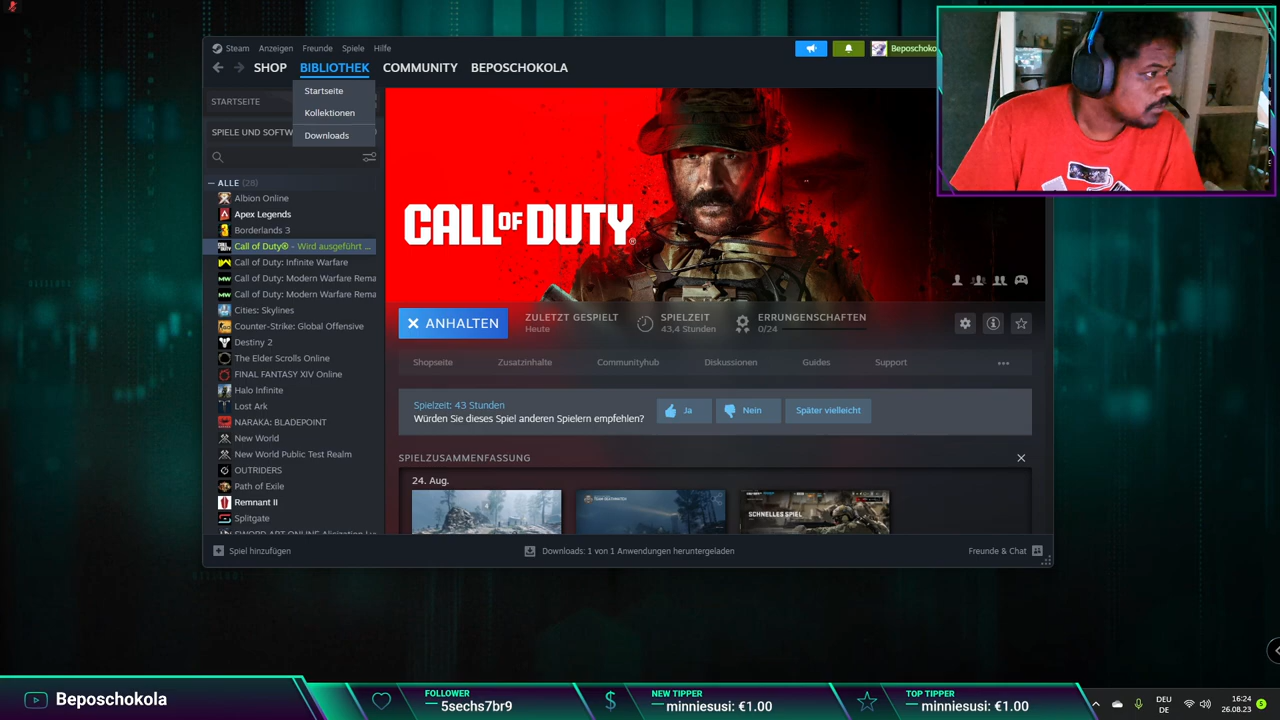 Steam Anzeigen Freunde Spiele Hilfe
Beposchoko
SHOP BIBLIOTHEK COMMUNITY BEPOSCHOKOLA
Startseite
Kollektionen
Downloads
STARTSEITE
SPIELE UND SOFTW
ALLE (28)
Albion Online
Apex Legends
Borderlands 3
Call of Duty® - Wird ausgeführt ...
Call of Duty: Infinite Warfare
Call of Duty: Modern Warfare Rema
Call of Duty: Modern Warfare Rema
Cities: Skylines
Counter-Strike: Global Offensive
Destiny 2
The Elder Scrolls Online
FINAL FANTASY XIV Online
Halo Infinite
Lost Ark
NARAKA: BLADEPOINT
New World
New World Public Test Realm
OUTRIDERS
Path of Exile
Remnant II
Splitgate
CALL OF DUTY®
ANHALTEN
ZULETZT GESPIELT
Heute
SPIELZEIT
43,4 Stunden
ERRUNGENSCHAFTEN
0/24
Shopseite Zusatzinhalte Communityhub Diskussionen Guides Support
Spielzeit: 43 Stunden
Würden Sie dieses Spiel anderen Spielern empfehlen?
Ja
Nein
Später vielleicht
SPIELZUSAMMENFASSUNG
24. Aug.
SCHNELLES SPIEL
Spiel hinzufügen
Downloads: 1 von 1 Anwendungen heruntergeladen
Freunde & Chat
Beposchokola
FOLLOWER
5sechs7br9
NEW TIPPER
minniesusi: €1.00
TOP TIPPER
minniesusi: €1.00
DEU
DE
16:24
26.08.23
5